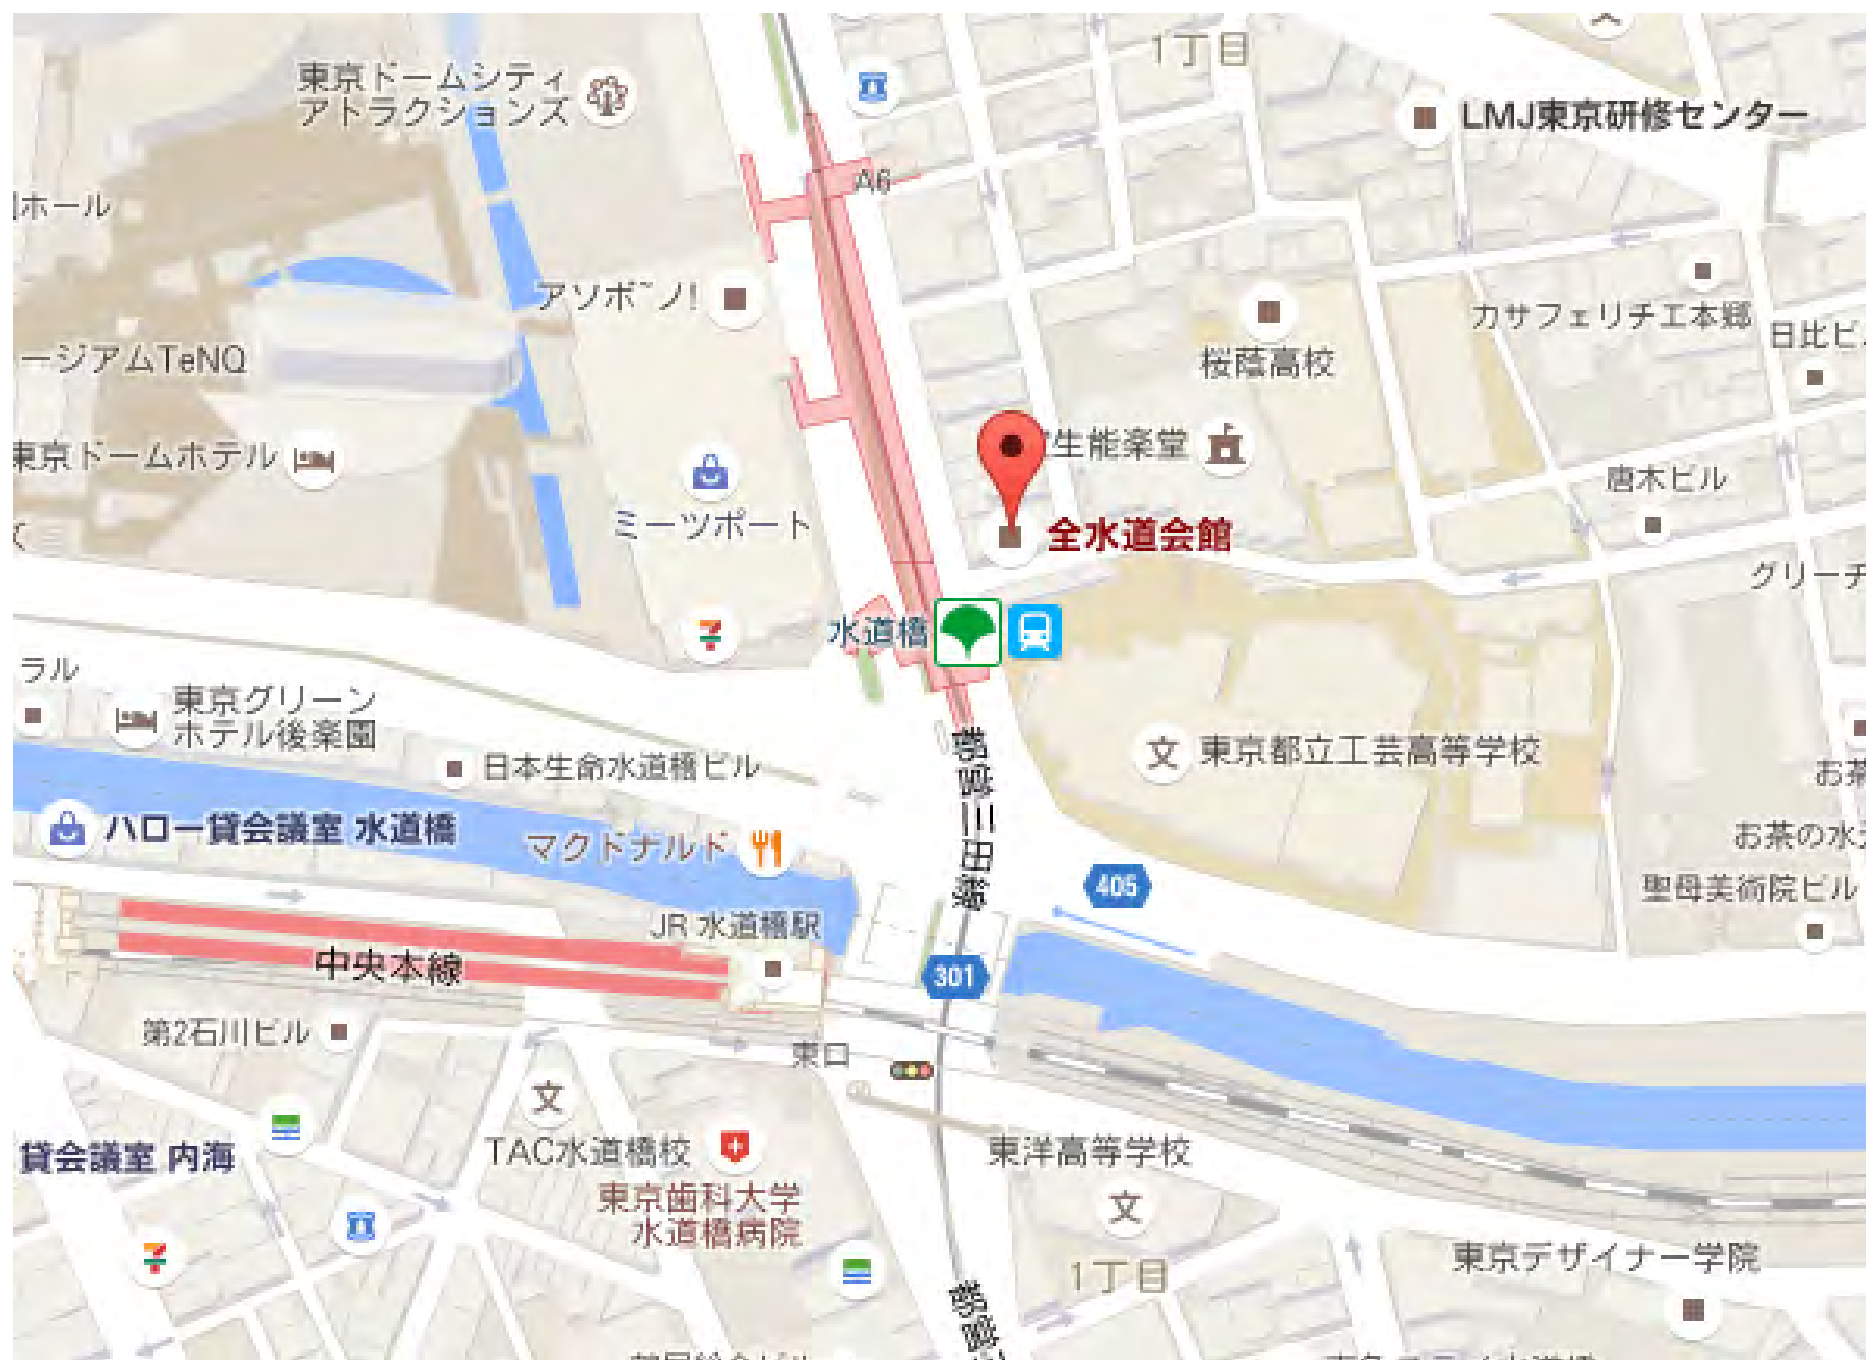 1丁目
東京ドームシティ
アトラクションズ
LMJ東京研修センター
A6
ホール
アソボ~ノ!
カサフェリチエ本郷
日比ビ
桜蔭高校
ージアムTeNQ
生能楽堂
東京ドームホテル
唐木ビル
ミーツポート
全水道会館
グリーチ
水道橋
ラル
東京グリーン
ホテル後楽園
日本生命水道橋ビル
都営三田線
東京都立工芸高等学校
お茶
ハロー貸会議室 水道橋
マクドナルド
お茶の水
405
聖母美術院ビル
JR 水道橋駅
中央本線
301
第2石川ビル
東口
TAC水道橋校
東洋高等学校
貸会議室 内海
東京歯科大学
水道橋病院
東京デザイナー学院
1丁目
都営